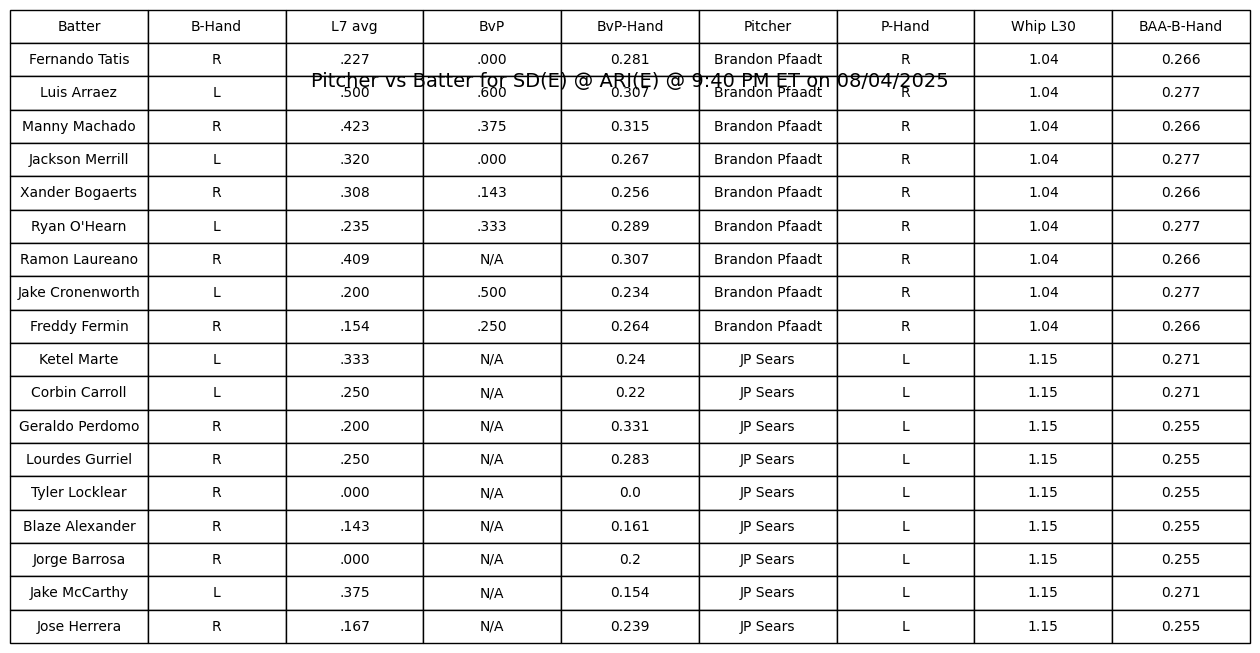 Batter B-Hand L7 avg BvP BvP-Hand Pitcher P-Hand Whip L30 BAA-B-Hand
Fernando Tatis R .227 .000 0.281 Brandon Pfaadt R 1.04 0.266
Pitcher vs Batter for SD(E) @ ARI(E) @ 9:40 PM ET on 08/04/2025
Luis Arraez L .500 .600 0.307 Brandon Pfaadt R 1.04 0.277
Manny Machado R .423 .375 0.315 Brandon Pfaadt R 1.04 0.266
Jackson Merrill L .320 .000 0.267 Brandon Pfaadt R 1.04 0.277
Xander Bogaerts R .308 .143 0.256 Brandon Pfaadt R 1.04 0.266
Ryan O'Hearn L .235 .333 0.289 Brandon Pfaadt R 1.04 0.277
Ramon Laureano R .409 N/A 0.307 Brandon Pfaadt R 1.04 0.266
Jake Cronenworth L .200 .500 0.234 Brandon Pfaadt R 1.04 0.277
Freddy Fermin R .154 .250 0.264 Brandon Pfaadt R 1.04 0.266
Ketel Marte L .333 N/A 0.24 JP Sears L 1.15 0.271
Corbin Carroll L .250 N/A 0.22 JP Sears L 1.15 0.271
Geraldo Perdomo R .200 N/A 0.331 JP Sears L 1.15 0.255
Lourdes Gurriel R .250 N/A 0.283 JP Sears L 1.15 0.255
Tyler Locklear R .000 N/A 0.0 JP Sears L 1.15 0.255
Blaze Alexander R .143 N/A 0.161 JP Sears L 1.15 0.255
Jorge Barrosa R .000 N/A 0.2 JP Sears L 1.15 0.255
Jake McCarthy L .375 N/A 0.154 JP Sears L 1.15 0.271
Jose Herrera R .167 N/A 0.239 JP Sears L 1.15 0.255